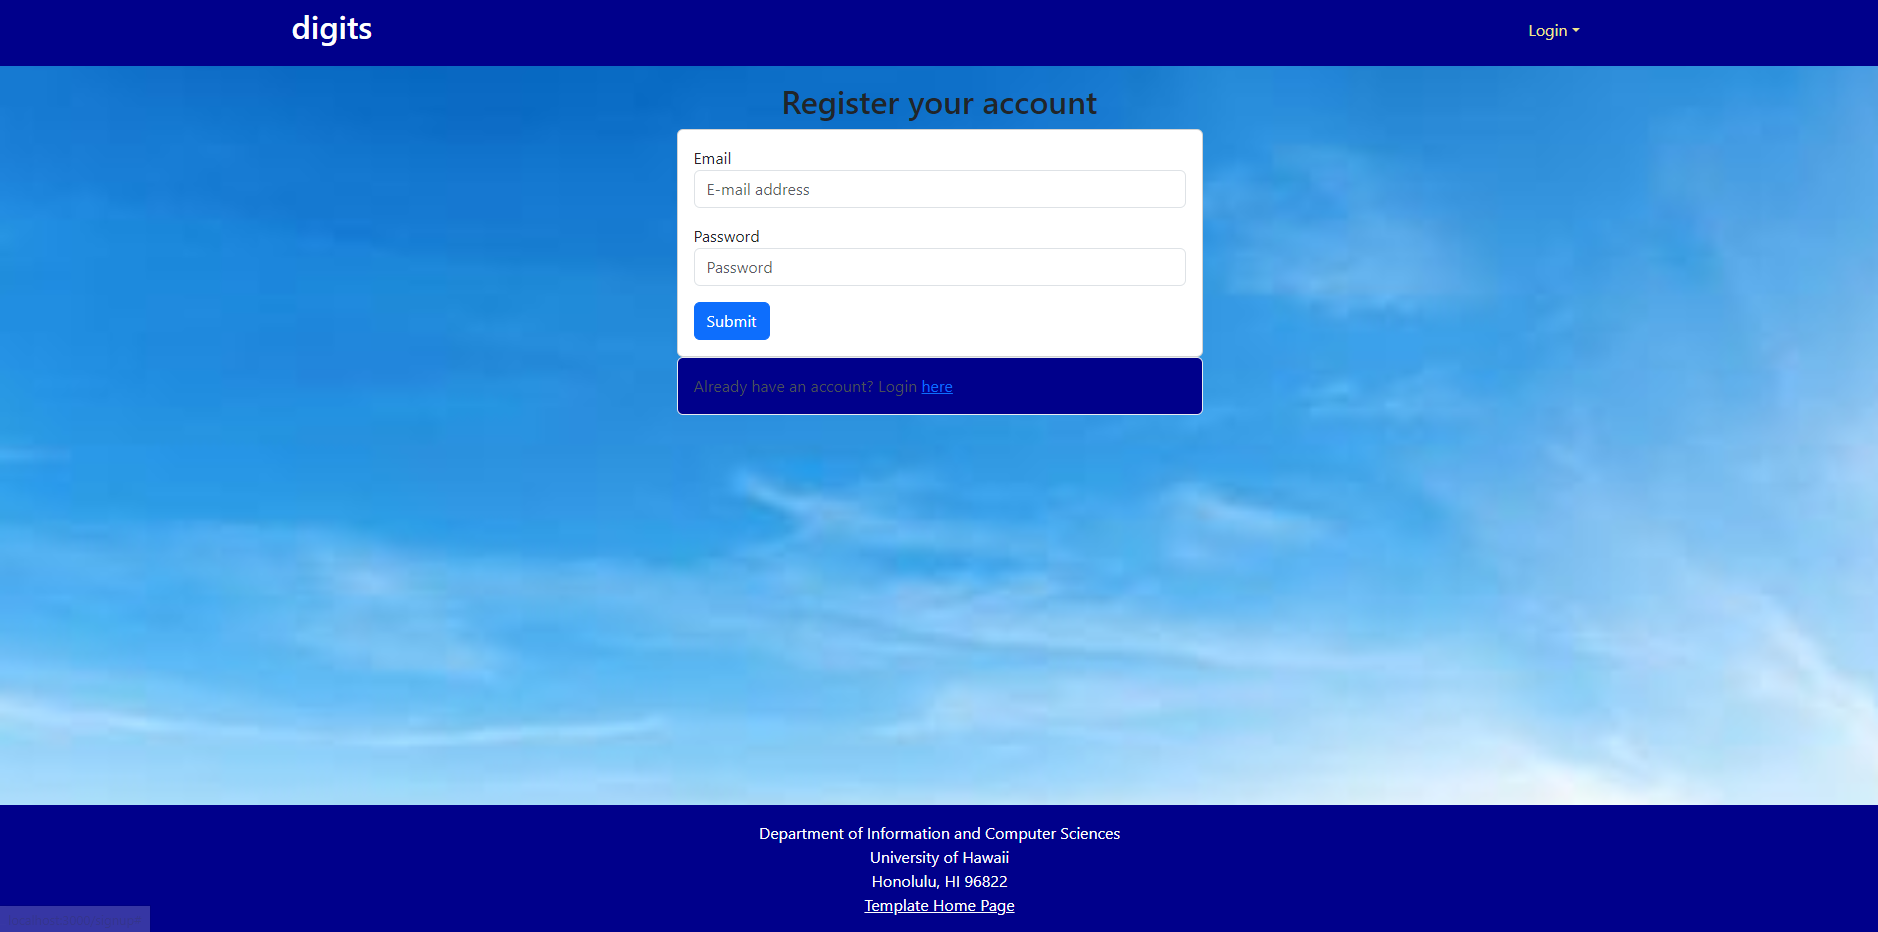 digits
Login
Register your account
Email
E-mail address
Password
Password
Submit
Already have an account? Login here
Department of Information and Computer Sciences
University of Hawaii
Honolulu, HI 96822
Template Home Page